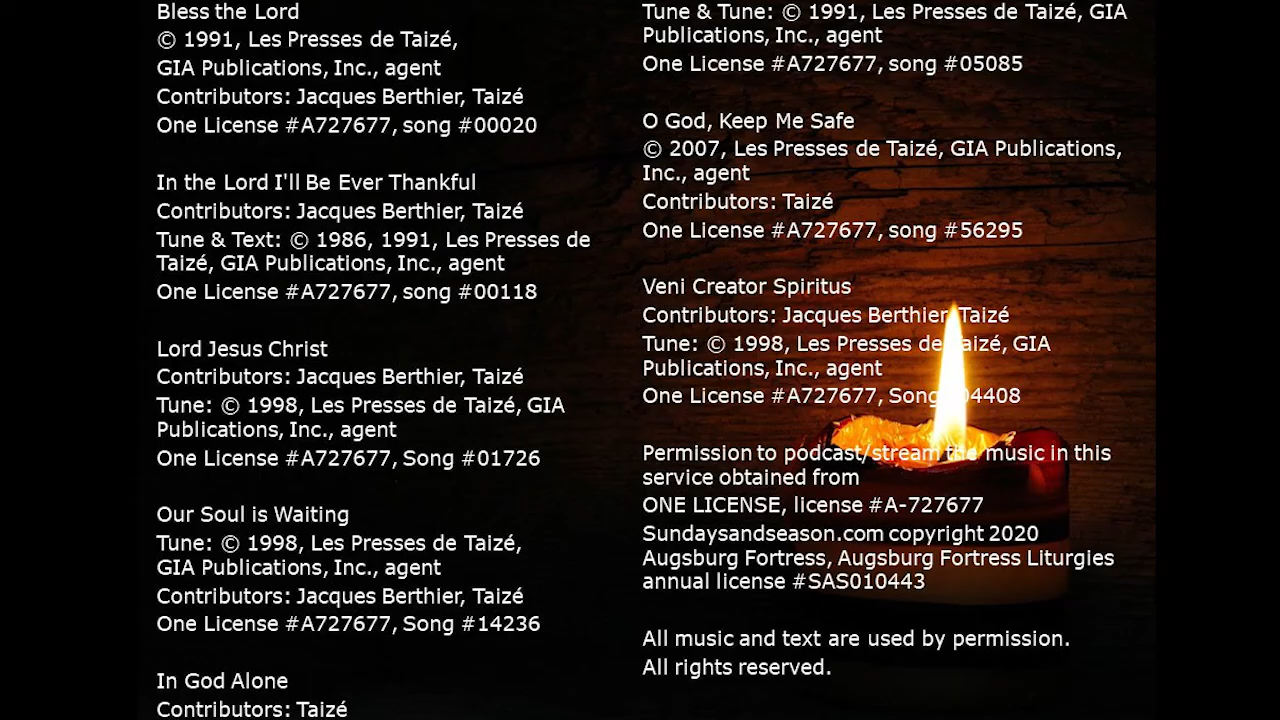 Bless the Lord
© 1991, Les Presses de Taizé,
GIA Publications, Inc., agent
Contributors: Jacques Berthier, Taizé
One License #A727677, song #00020
In the Lord I'll Be Ever Thankful
Contributors: Jacques Berthier, Taizé
Tune & Text: © 1986, 1991, Les Presses de
Taizé, GIA Publications, Inc., agent
One License #A727677, song #00118
Lord Jesus Christ
Contributors: Jacques Berthier, Taizé
Tune: © 1998, Les Presses de Taizé, GIA
Publications, Inc., agent
One License #A727677, Song #01726
Our Soul is Waiting
Tune: © 1998, Les Presses de Taizé,
GIA Publications, Inc., agent
Contributors: Jacques Berthier, Taizé
One License #A727677, Song #14236
In God Alone
Contributors: Taizé
Tune & Tune: © 1991, Les Presses de Taizé, GIA
Publications, Inc., agent
One License #A727677, song #05085
O God, Keep Me Safe
© 2007, Les Presses de Taizé, GIA Publications,
Inc., agent
Contributors: Taizé
One License #A727677, song #56295
Veni Creator Spiritus
Contributors: Jacques Berthier, Taizé
Tune: © 1998, Les Presses de Taizé, GIA
Publications, Inc., agent
One License #A727677, Song #04408
Permission to podcast/stream the music in this
service obtained from
ONE LICENSE, license #A-727677
Sundaysandseason.com copyright 2020
Augsburg Fortress, Augsburg Fortress Liturgies
annual license #SAS010443
All music and text are used by permission.
All rights reserved.